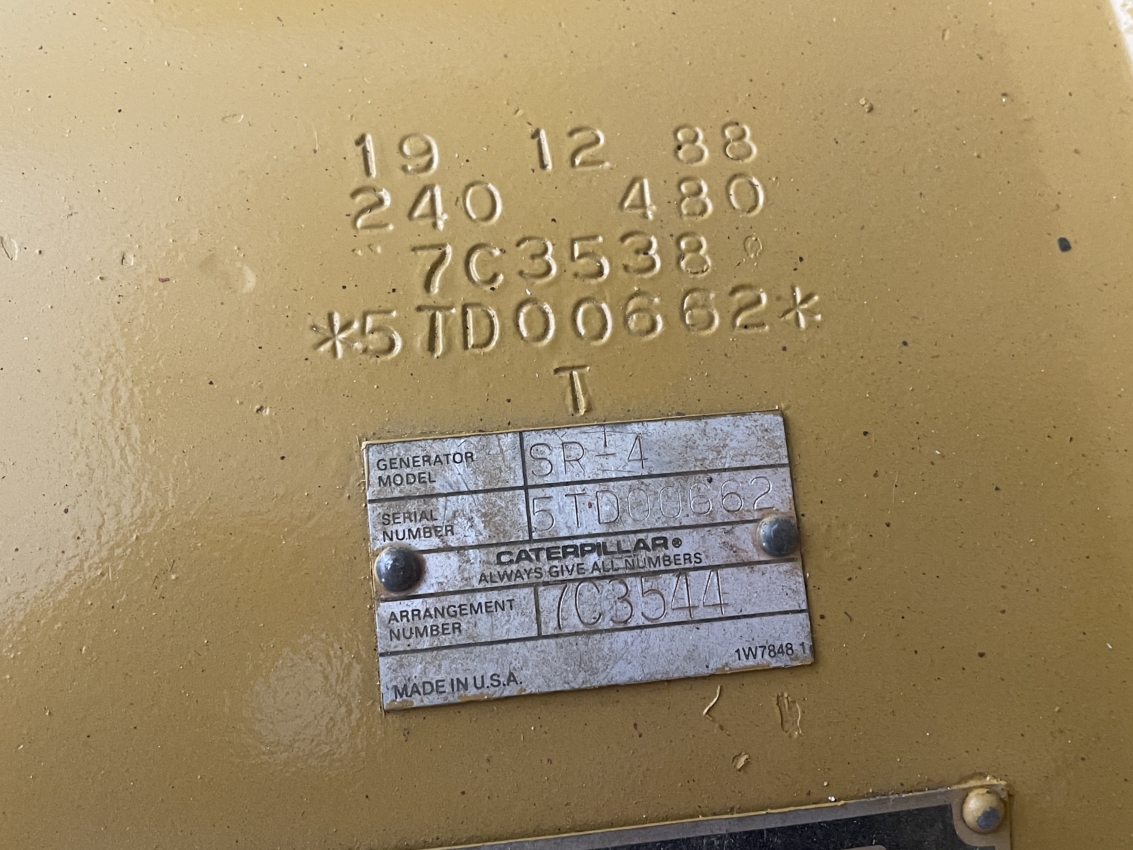 19 12 88
240 480
7C3538
*5TD00662*
T
GENERATOR MODEL SR-4
SERIAL NUMBER 5TD00662
CATERPILLAR®
ALWAYS GIVE ALL NUMBERS
ARRANGEMENT NUMBER 7C3544
1W7848 1
MADE IN U.S.A.